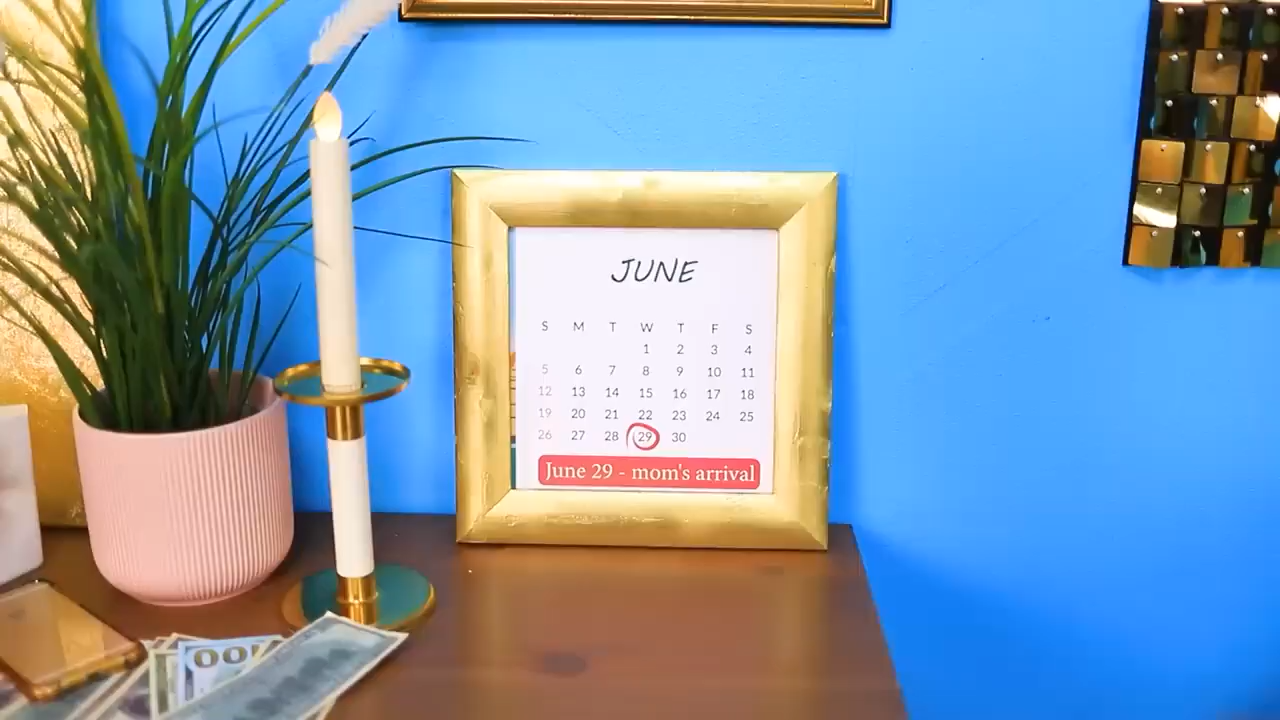 JUNE
S M T W T F S
1 2 3 4
5 6 7 8 9 10 11
12 13 14 15 16 17 18
19 20 21 22 23 24 25
26 27 28 29 30
June 29 - mom's arrival
00